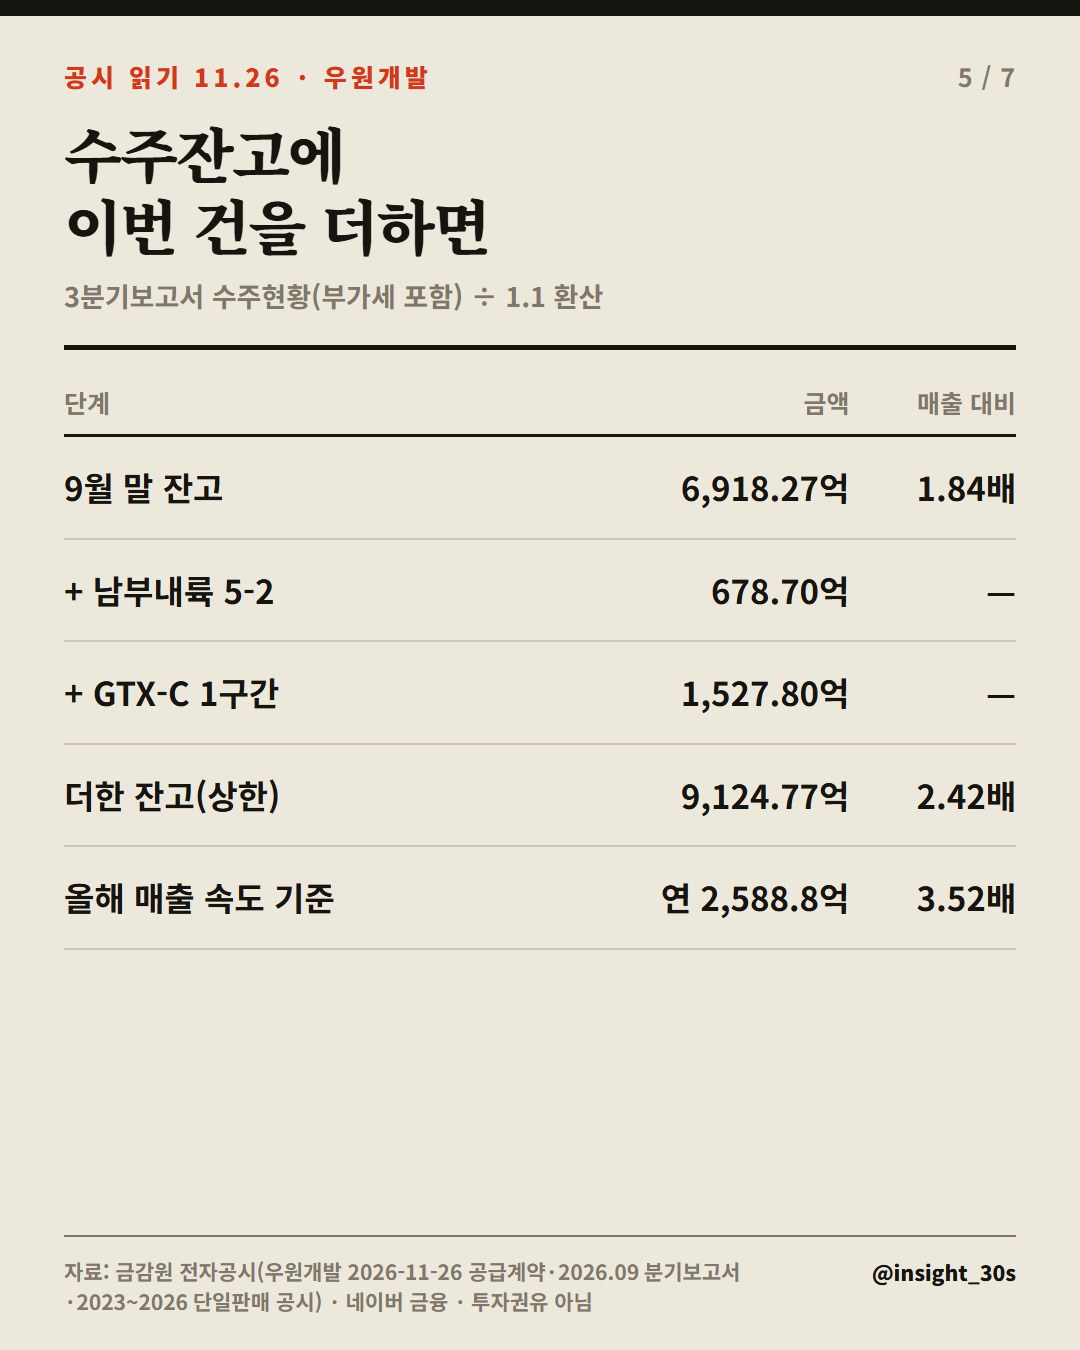 공시 읽기 11.26 · 우원개발
5 / 7
수주잔고에
이번 건을 더하면
3분기보고서 수주현황(부가세 포함) ÷ 1.1 환산
단계 금액 매출 대비
9월 말 잔고 6,918.27억 1.84배
+ 남부내륙 5-2 678.70억 —
+ GTX-C 1구간 1,527.80억 —
더한 잔고(상한) 9,124.77억 2.42배
올해 매출 속도 기준 연 2,588.8억 3.52배
자료: 금감원 전자공시(우원개발 2026-11-26 공급계약·2026.09 분기보고서
·2023~2026 단일판매 공시) · 네이버 금융 · 투자권유 아님
@insight_30s